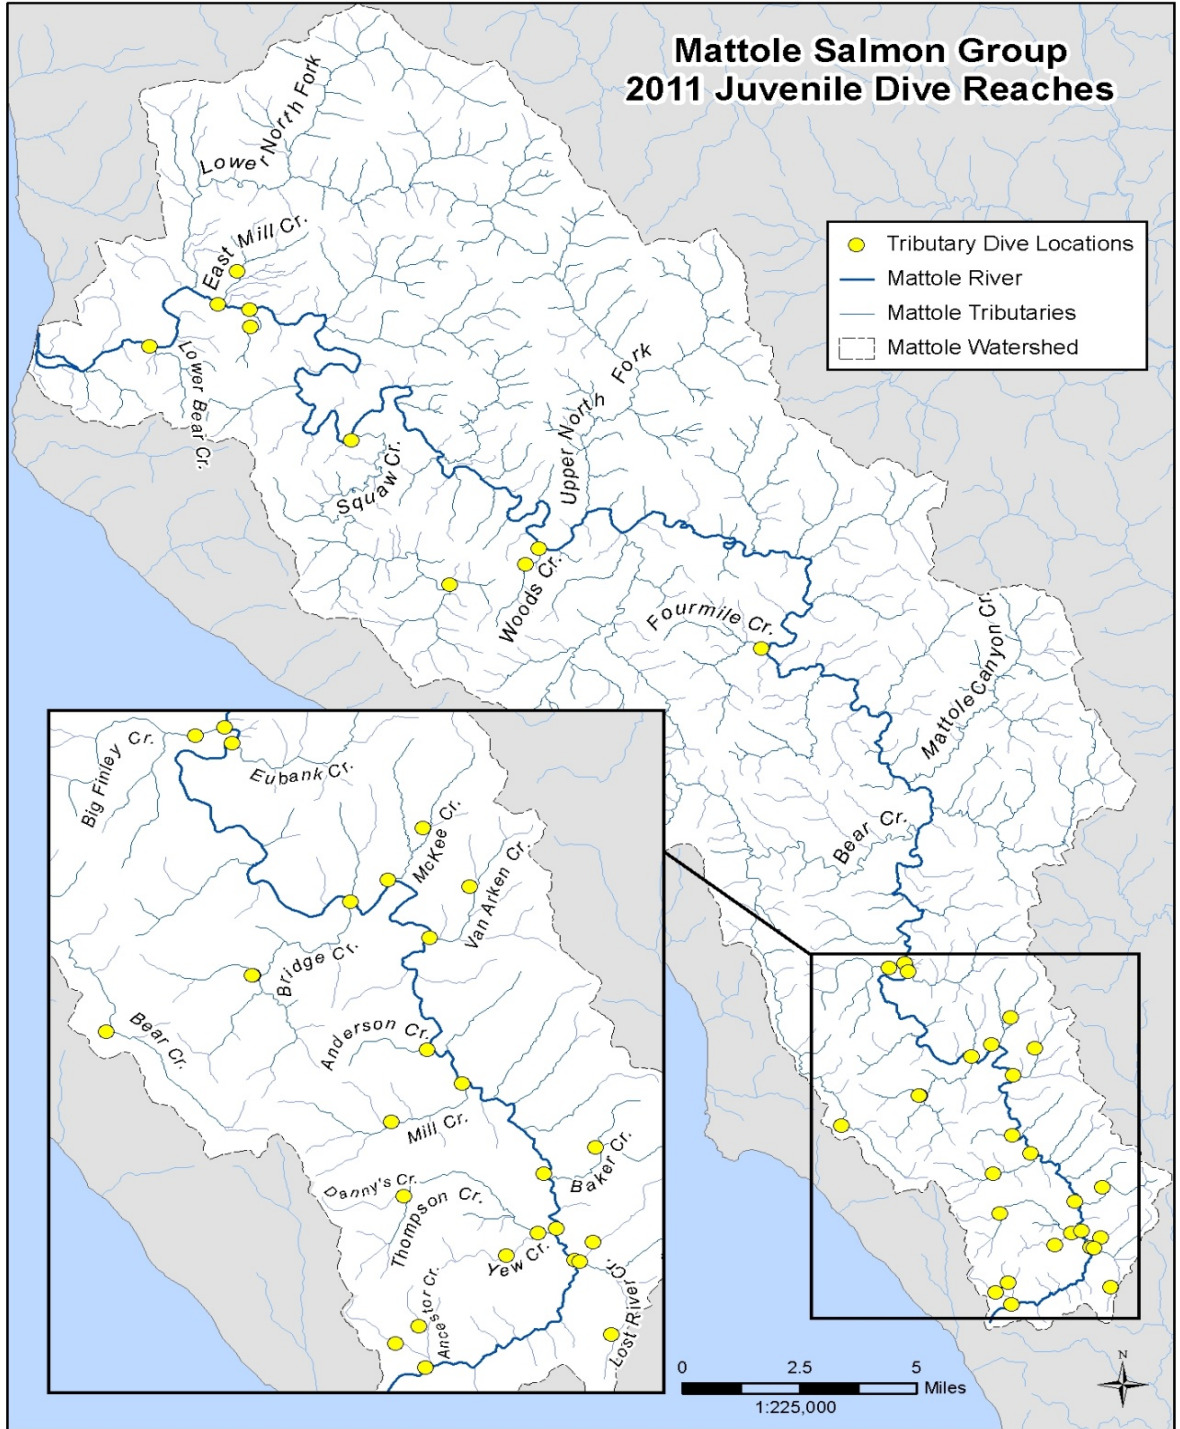 Mattole Salmon Group
2011 Juvenile Dive Reaches
Lower North Fork
East Mill Cr.
Tributary Dive Locations
Mattole River
Mattole Tributaries
Mattole Watershed
Lower Bear Cr.
Upper North Fork
Squaw Cr.
Woods Cr.
Fourmile Cr.
Mattole Canyon Cr.
Bear Cr.
Big Finley Cr.
Eubank Cr.
McKee Cr.
Van Arken Cr.
Bridge Cr.
Bear Cr.
Anderson Cr.
Mill Cr.
Baker Cr.
Danny's Cr.
Thompson Cr.
Yew Cr.
Ancestor Cr.
Lost River Cr.
0 2.5 5
Miles
1:225,000
N